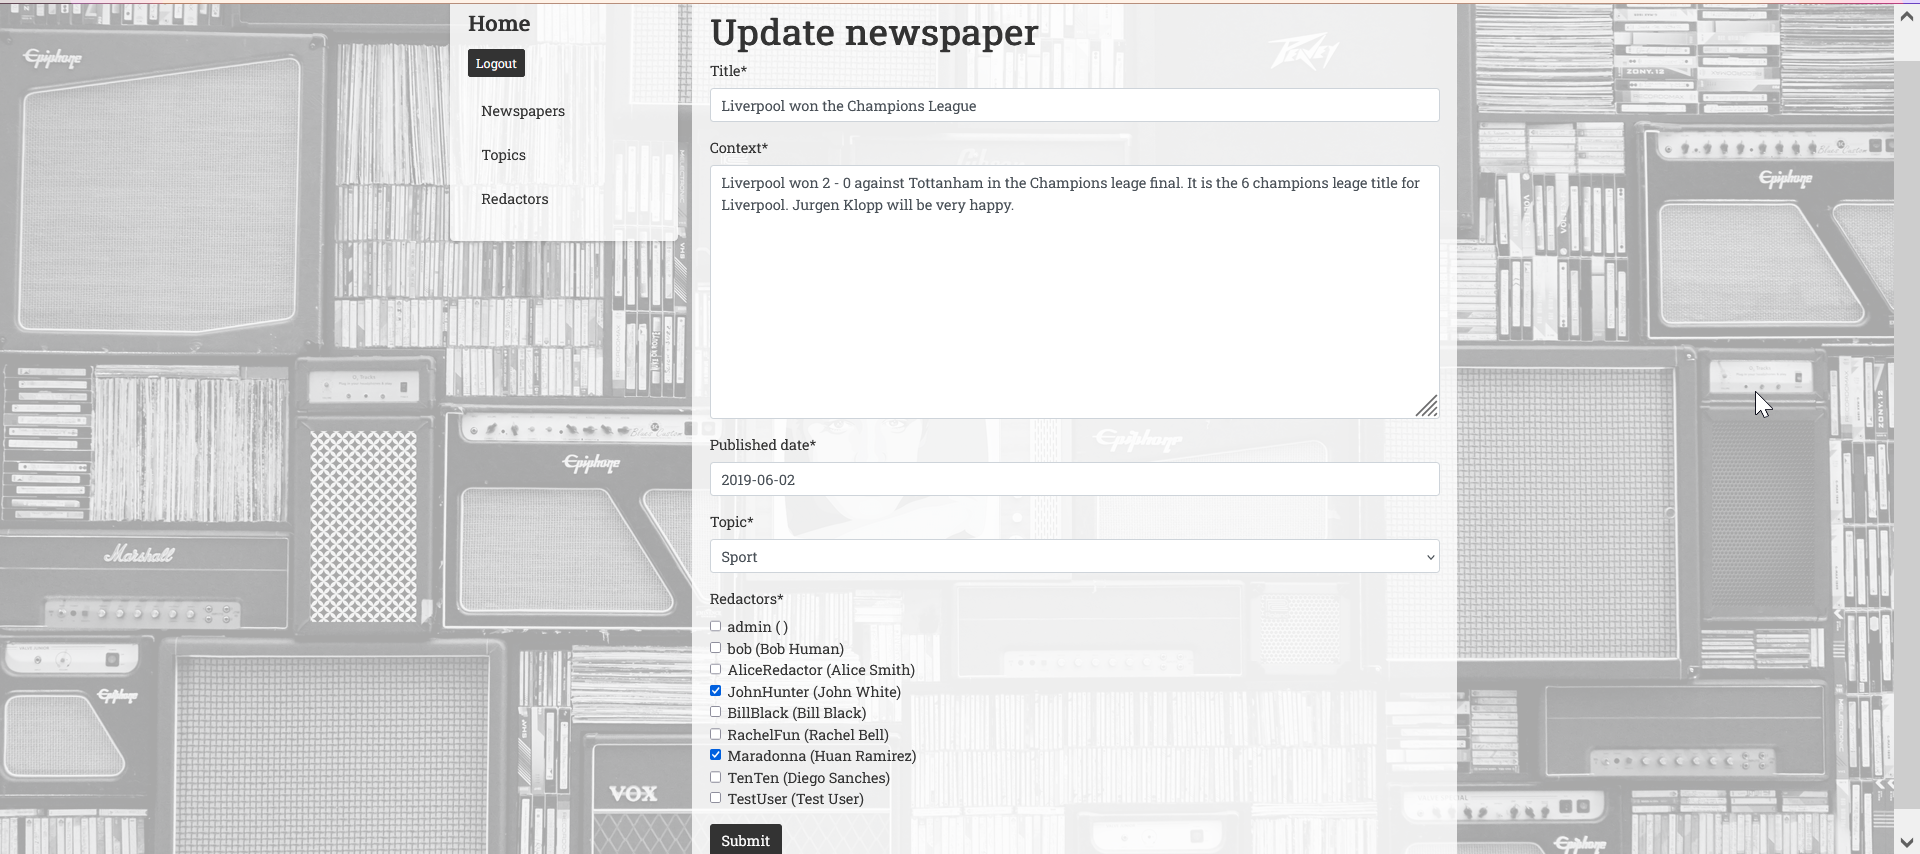 Home
Logout
Newspapers
Topics
Redactors
Update newspaper
Title*
Liverpool won the Champions League
Context*
Liverpool won 2 - 0 against Tottanham in the Champions leage final. It is the 6 champions leage title for
Liverpool. Jurgen Klopp will be very happy.
Published date*
2019-06-02
Topic*
Sport
Redactors*
admin ( )
bob (Bob Human)
AliceRedactor (Alice Smith)
JohnHunter (John White)
BillBlack (Bill Black)
RachelFun (Rachel Bell)
Maradonna (Huan Ramirez)
TenTen (Diego Sanches)
TestUser (Test User)
Submit
Epiphone
PEAVEY
Epiphone
Epiphone
Epiphone
Marshall
Epiphone
VOX
Epiphone
ZONY.12